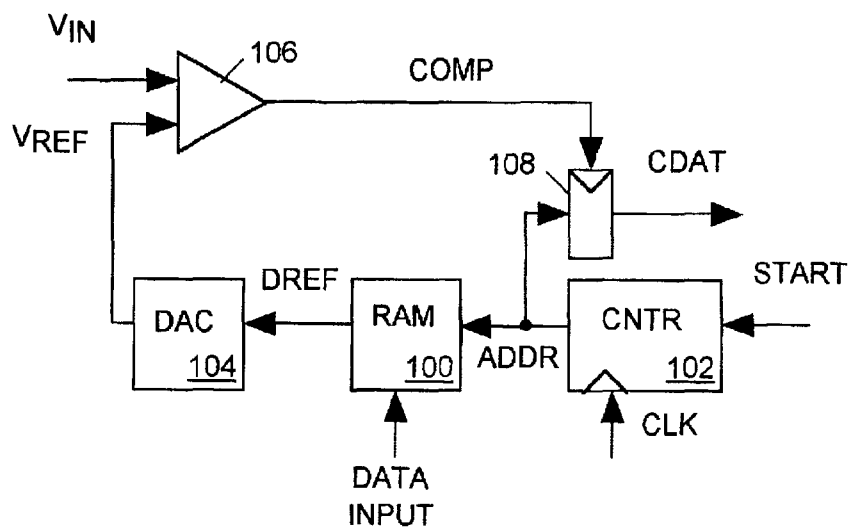 VIN
106
COMP
VREF
108
CDAT
START
DREF
DAC
104
RAM
100
ADDR
CNTR
102
CLK
DATA
INPUT